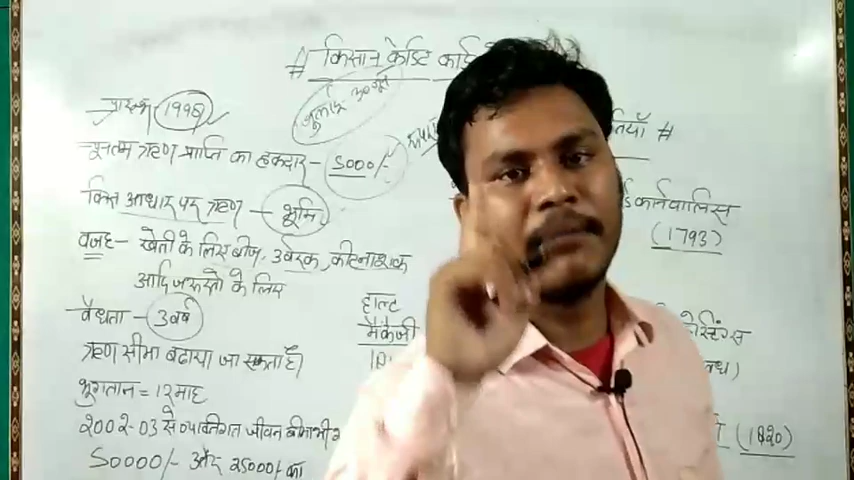 # किसान क्रेडिट कार्ड
प्रारम्भ (1998)
न्यूनतम ऋण प्राप्ति का हकदार - 5000/-
किस आधार पर ऋण - भूमि
वजह - खेती के लिए बीज, उर्वरक, कीटनाशक
आदि जरूरतो के लिए
वैधता - 3 वर्ष
ऋण सीमा बढाया जा सकता है।
भुगतान = 12 माह
2002-03 से व्यक्तिगत जीवन बीमा भी
50000/- और 25000/- का
#
कार्नवालिस
(1793)
हाल्ट
मैकेंजी
(1820)